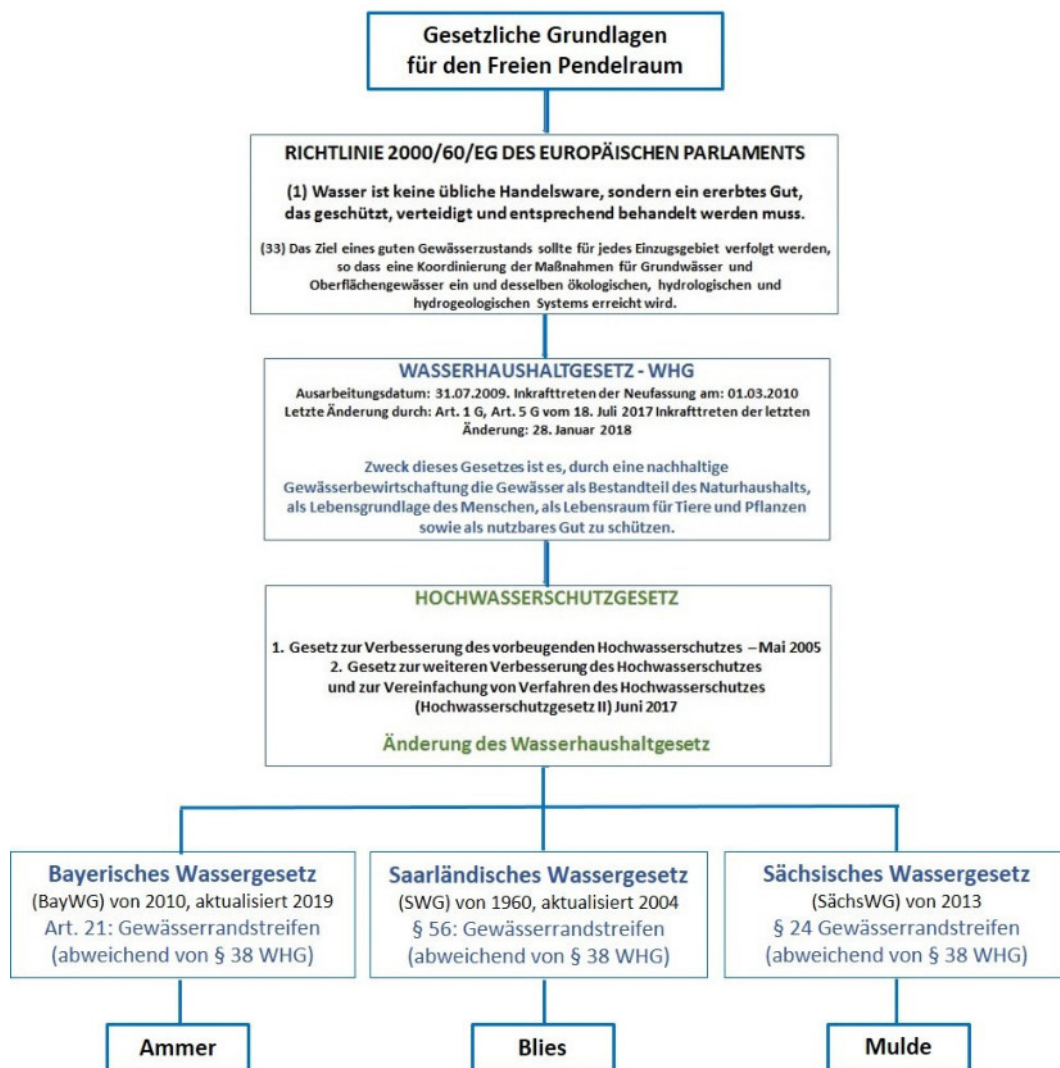 Gesetzliche Grundlagen
für den Freien Pendelraum
RICHTLINIE 2000/60/EG DES EUROPÄISCHEN PARLAMENTS
(1) Wasser ist keine übliche Handelsware, sondern ein ererbtes Gut,
das geschützt, verteidigt und entsprechend behandelt werden muss.
(33) Das Ziel eines guten Gewässerzustands sollte für jedes Einzugsgebiet verfolgt werden,
so dass eine Koordinierung der Maßnahmen für Grundwässer und
Oberflächengewässer ein und desselben ökologischen, hydrologischen und
hydrogeologischen Systems erreicht wird.
WASSERHAUSHALTGESETZ - WHG
Ausarbeitungsdatum: 31.07.2009. Inkrafttreten der Neufassung am: 01.03.2010
Letzte Änderung durch: Art. 1 G, Art. 5 G vom 18. Juli 2017 Inkrafttreten der letzten
Änderung: 28. Januar 2018
Zweck dieses Gesetzes ist es, durch eine nachhaltige
Gewässerbewirtschaftung die Gewässer als Bestandteil des Naturhaushalts,
als Lebensgrundlage des Menschen, als Lebensraum für Tiere und Pflanzen
sowie als nutzbares Gut zu schützen.
HOCHWASSERSCHUTZGESETZ
1. Gesetz zur Verbesserung des vorbeugenden Hochwasserschutzes – Mai 2005
2. Gesetz zur weiteren Verbesserung des Hochwasserschutzes
und zur Vereinfachung von Verfahren des Hochwasserschutzes
(Hochwasserschutzgesetz II) Juni 2017
Änderung des Wasserhaushaltgesetz
Bayerisches Wassergesetz
(BayWG) von 2010, aktualisiert 2019
Art. 21: Gewässerrandstreifen
(abweichend von § 38 WHG)
Saarländisches Wassergesetz
(SWG) von 1960, aktualisiert 2004
§ 56: Gewässerrandstreifen
(abweichend von § 38 WHG)
Sächsisches Wassergesetz
(SächsWG) von 2013
§ 24 Gewässerrandstreifen
(abweichend von § 38 WHG)
Ammer
Blies
Mulde